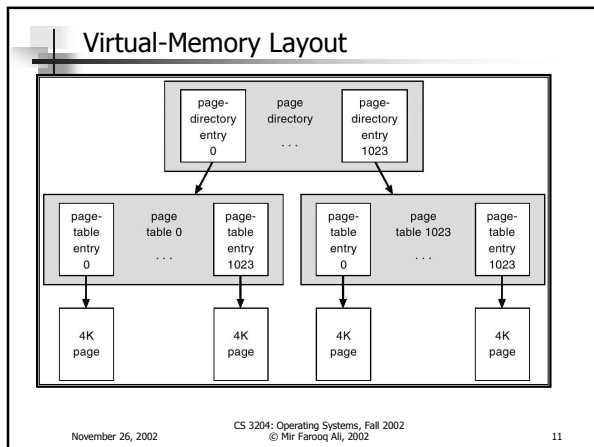 Virtual-Memory Layout
page-
directory
entry
0
page
directory
. . .
page-
directory
entry
1023
page-
table
entry
0
page
table 0
. . .
page-
table
entry
1023
page-
table
entry
0
page
table 1023
. . .
page-
table
entry
1023
4K
page
4K
page
4K
page
4K
page
November 26, 2002
CS 3204: Operating Systems, Fall 2002
© Mir Farooq Ali, 2002
11